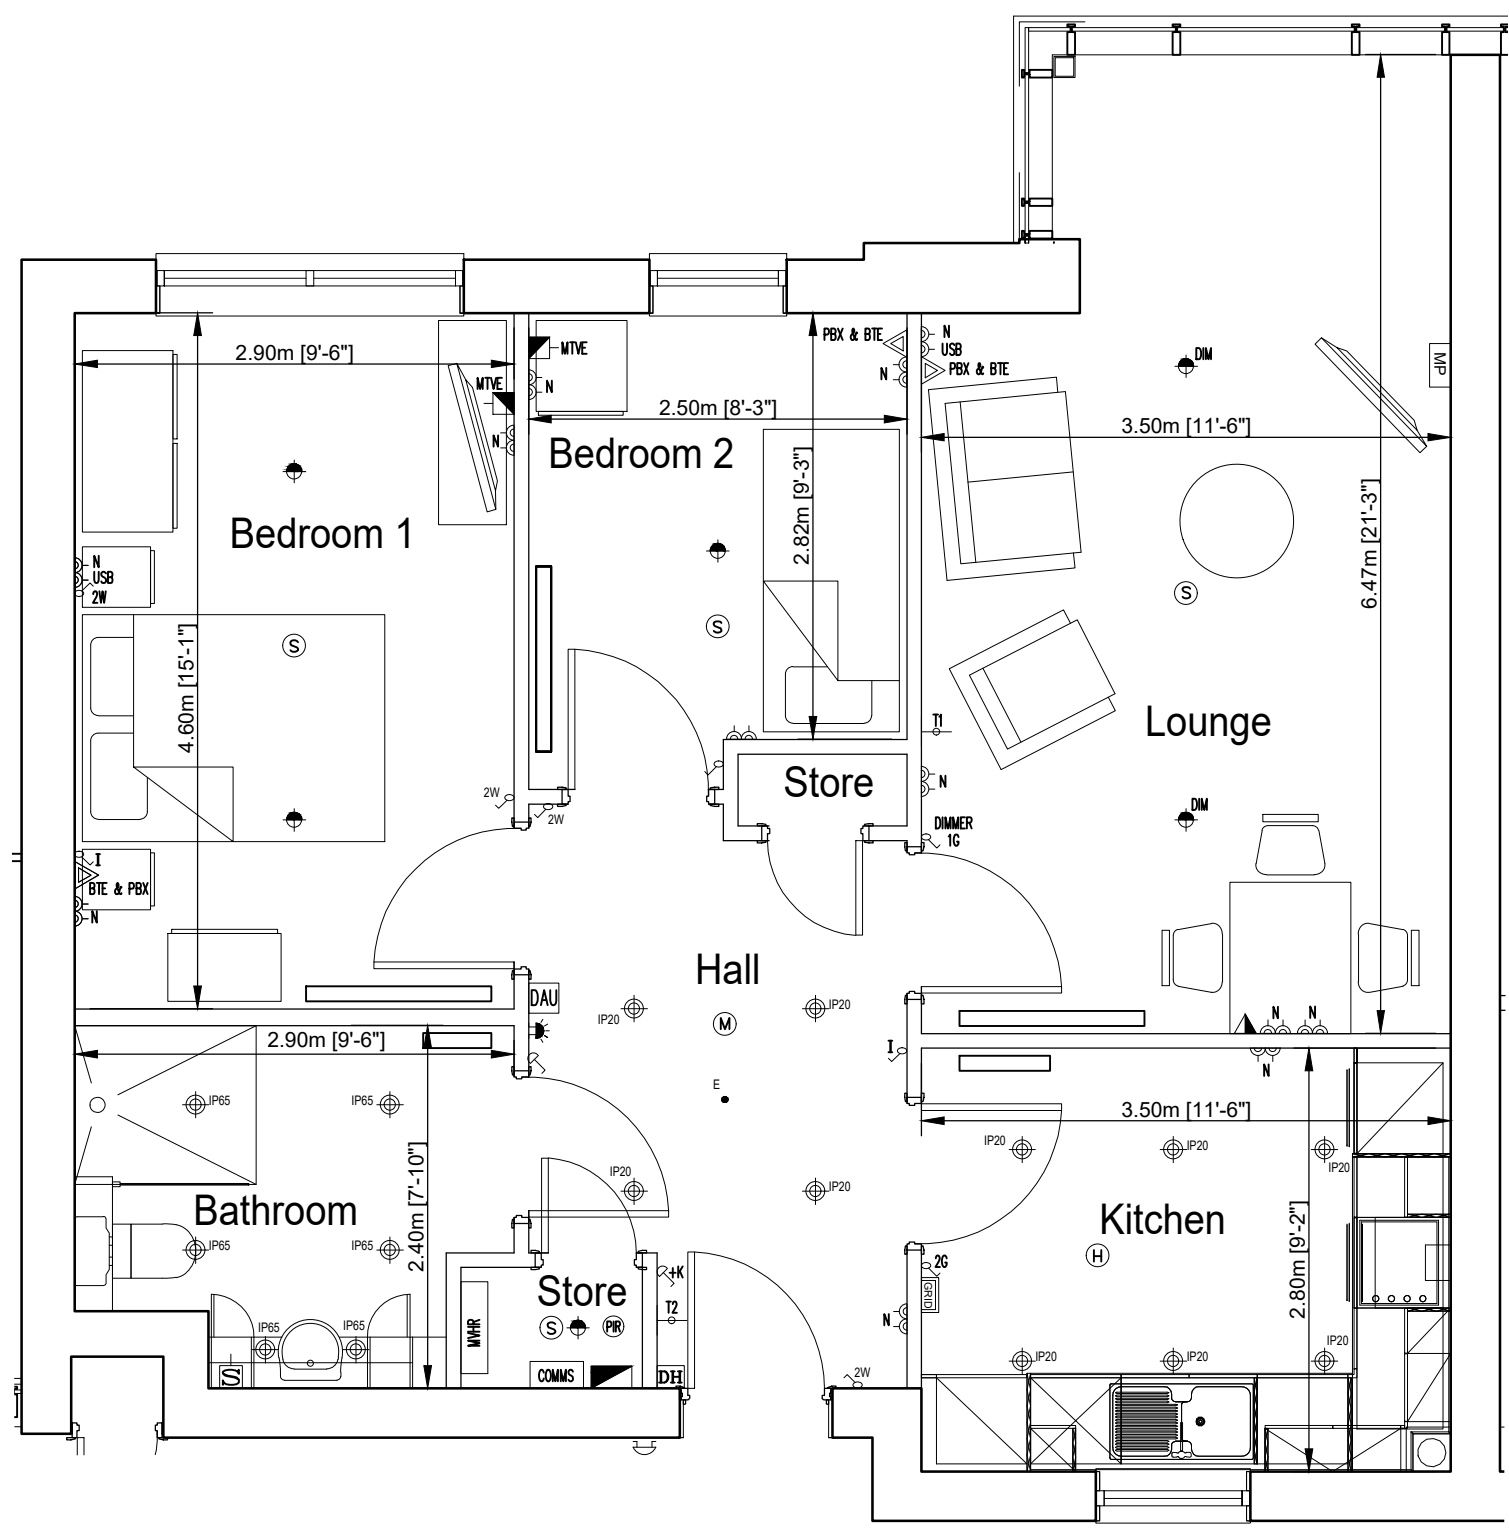 2.90m [9'-6"]
MTVE
N
Bedroom 1
N
USB
2W
S
4.60m [15'-1"]
2W
I
BTE & PBX
N
MTVE
N
2.50m [8'-3"]
Bedroom 2
PBX & BTE
N
2.82m [9'-3"]
S
2W
Store
N
USB
PBX & BTE
DIM
MP
3.50m [11'-6"]
6.47m [21'-3"]
S
T1
Lounge
N
DIM
DIMMER
1G
N
N
Hall
DAU
IP20
M
E
I
IP20
IP20
2.90m [9'-6"]
IP65
IP65
2.40m [7'-10"]
Bathroom
IP65
IP65
IP65
IP65
S
Store
MVHR
S
PIR
COMMS
+K
T2
DH
2W
N
3.50m [11'-6"]
IP20
IP20
IP20
Kitchen
H
2G
GRID
N
2.80m [9'-2"]
IP20
IP20
IP20